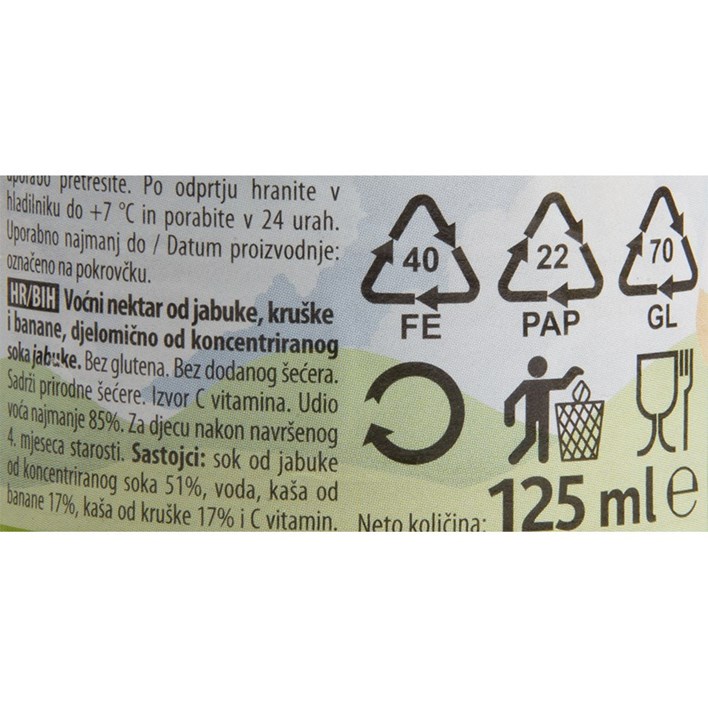 uporabo pretresite. Po odprtju hranite v
hladilniku do +7 °C in porabite v 24 urah.
Uporabno najmanj do / Datum proizvodnje:
označeno na pokrovčku.
HR/BIH Voćni nektar od jabuke, kruške
i banane, djelomično od koncentriranog
soka jabuke. Bez glutena. Bez dodanog šećera.
Sadrži prirodne šećere. Izvor C vitamina. Udio
voća najmanje 85%. Za djecu nakon navršenog
4. mjeseca starosti. Sastojci: sok od jabuke
od koncentriranog soka 51%, voda, kaša od
banane 17%, kaša od kruške 17% i C vitamin.
40 22 70
FE PAP GL
Neto količina: 125 ml e